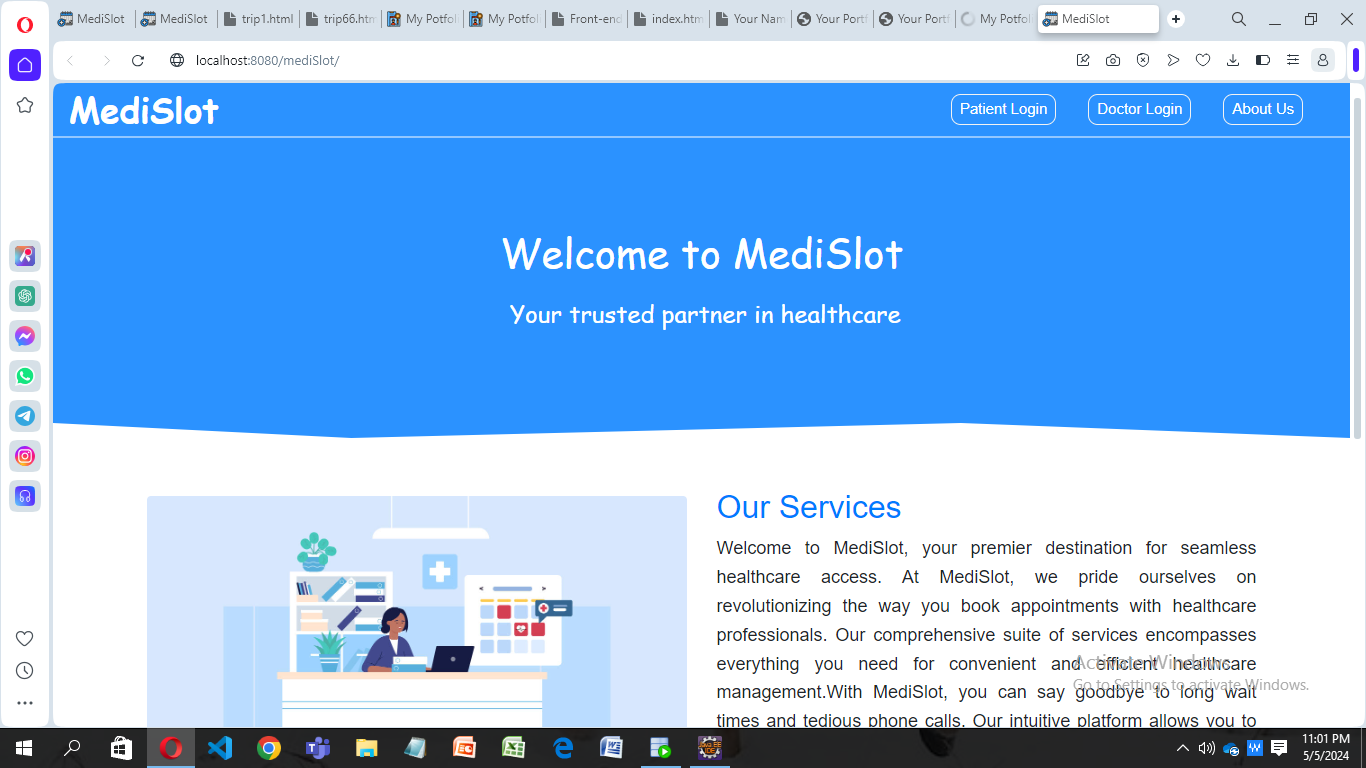 MediSlot
MediSlot
trip1.html
trip66.htm
My Potfol
My Potfol
Front-end
index.htm
Your Nam
Your Portf
Your Portf
My Potfol
MediSlot
localhost:8080/mediSlot/
MediSlot
Patient Login
Doctor Login
About Us
Welcome to MediSlot
Your trusted partner in healthcare
Our Services
Welcome to MediSlot, your premier destination for seamless
healthcare access. At MediSlot, we pride ourselves on
revolutionizing the way you book appointments with healthcare
professionals. Our comprehensive suite of services encompasses
everything you need for convenient and efficient healthcare
management.With MediSlot, you can say goodbye to long wait
times and tedious phone calls. Our intuitive platform allows you to
Activate Windows
Go to Settings to activate Windows.
11:01 PM
5/5/2024